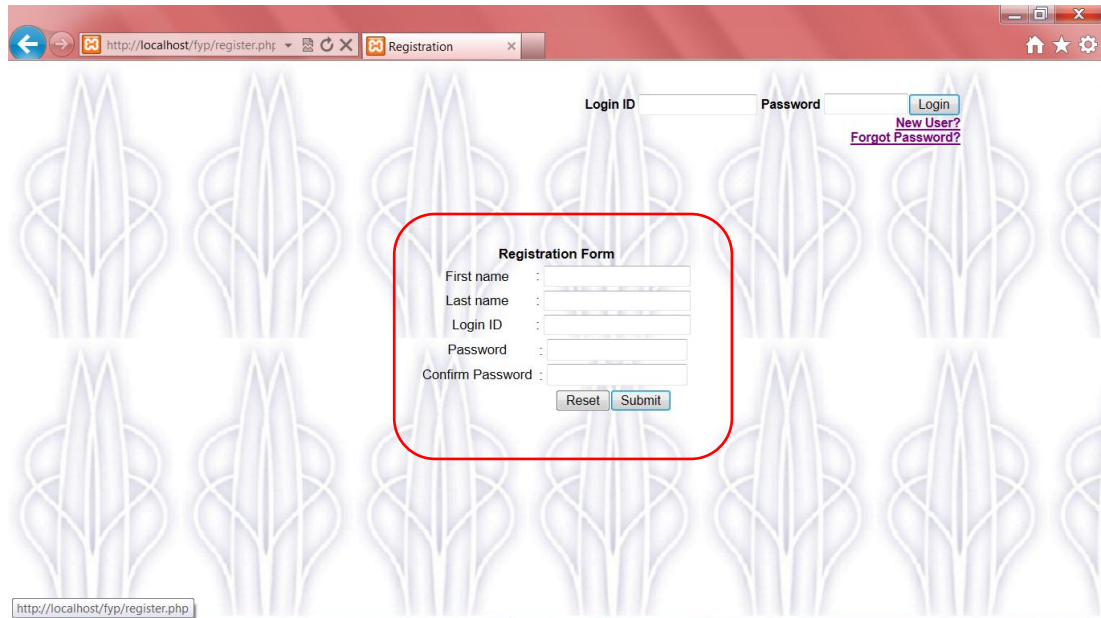 http://localhost/fyp/register.php Registration
Login ID Password Login
New User?
Forgot Password?
Registration Form
First name :
Last name :
Login ID :
Password :
Confirm Password :
Reset Submit
http://localhost/fyp/register.php